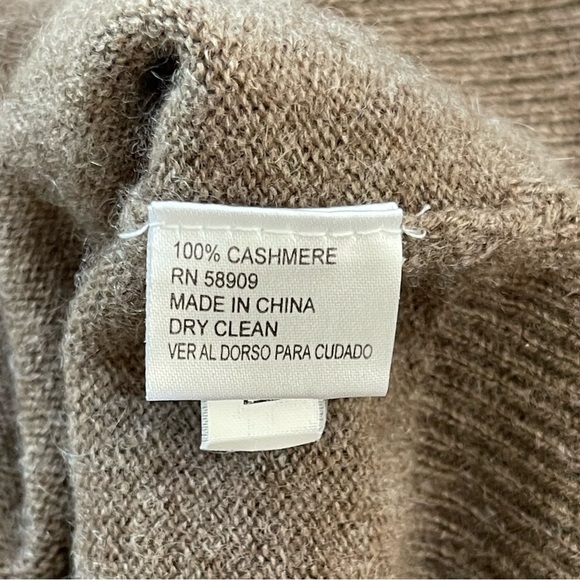 100% CASHMERE
RN 58909
MADE IN CHINA
DRY CLEAN
VER AL DORSO PARA CUDADO